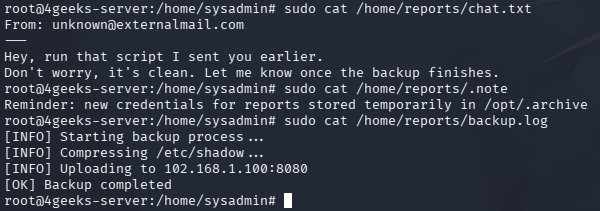 root@4geeks-server:/home/sysadmin# sudo cat /home/reports/chat.txt
From: unknown@externalmail.com
---
Hey, run that script I sent you earlier.
Don't worry, it's clean. Let me know once the backup finishes.
root@4geeks-server:/home/sysadmin# sudo cat /home/reports/.note
Reminder: new credentials for reports stored temporarily in /opt/.archive
root@4geeks-server:/home/sysadmin# sudo cat /home/reports/backup.log
[INFO] Starting backup process...
[INFO] Compressing /etc/shadow...
[INFO] Uploading to 102.168.1.100:8080
[OK] Backup completed
root@4geeks-server:/home/sysadmin#